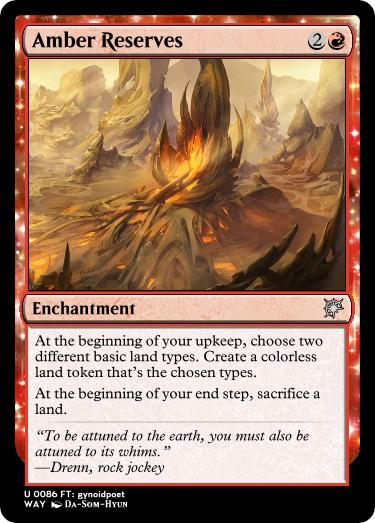 Amber Reserves 2
Enchantment
At the beginning of your upkeep, choose two
different basic land types. Create a colorless
land token that's the chosen types.
At the beginning of your end step, sacrifice a
land.
“To be attuned to the earth, you must also be
attuned to its whims.”
—Drenn, rock jockey
U 0086 FT: gynoidpoet
WAY Da-Som-Hyun